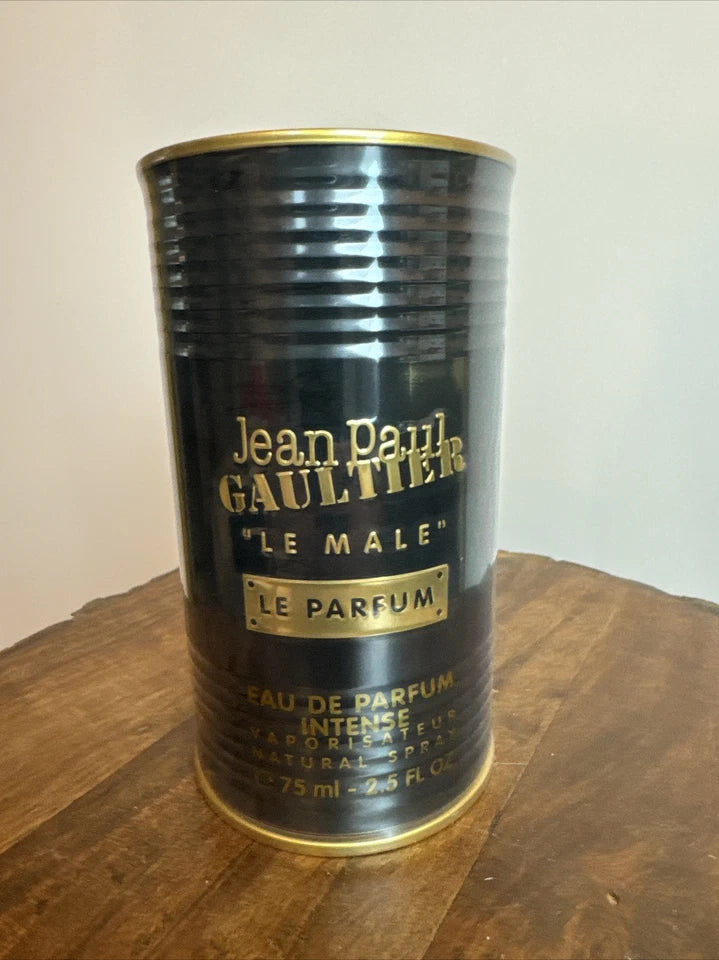 Jean Paul
GAULTIER
"LE MALE"
LE PARFUM
EAU DE PARFUM
INTENSE
VAPORISATEUR
NATURAL SPRAY
℮ 75 ml - 2.5 FL OZ